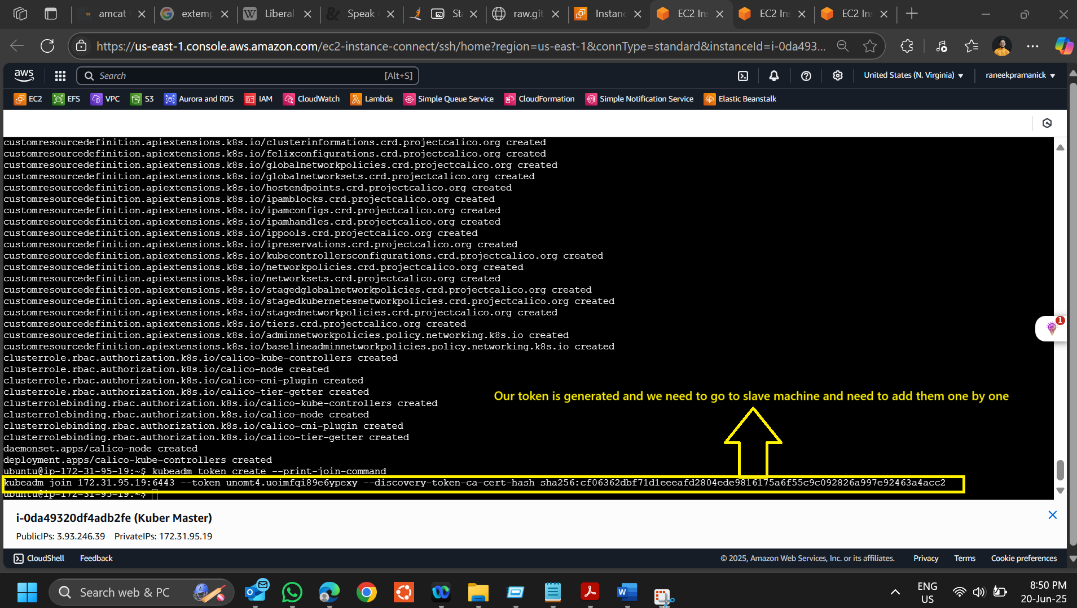 amcat
extemp
Liberal
Speak
St
raw.git
Instanc
EC2 Ins
EC2 In
EC2 In
https://us-east-1.console.aws.amazon.com/ec2-instance-connect/ssh/home?region=us-east-1&connType=standard&instanceId=i-0da493...
aws
Search
[Alt+S]
United States (N. Virginia)
raneekpramanick
EC2
EFS
VPC
S3
Aurora and RDS
IAM
CloudWatch
Lambda
Simple Queue Service
CloudFormation
Simple Notification Service
Elastic Beanstalk
customresourcedefinition.apiextensions.k8s.io/clusterinformations.crd.projectcalico.org created
customresourcedefinition.apiextensions.k8s.io/felixconfigurations.crd.projectcalico.org created
customresourcedefinition.apiextensions.k8s.io/globalnetworkpolicies.crd.projectcalico.org created
customresourcedefinition.apiextensions.k8s.io/globalnetworksets.crd.projectcalico.org created
customresourcedefinition.apiextensions.k8s.io/hostendpoints.crd.projectcalico.org created
customresourcedefinition.apiextensions.k8s.io/ipamblocks.crd.projectcalico.org created
customresourcedefinition.apiextensions.k8s.io/ipamconfigs.crd.projectcalico.org created
customresourcedefinition.apiextensions.k8s.io/ipamhandles.crd.projectcalico.org created
customresourcedefinition.apiextensions.k8s.io/ippools.crd.projectcalico.org created
customresourcedefinition.apiextensions.k8s.io/ipreservations.crd.projectcalico.org created
customresourcedefinition.apiextensions.k8s.io/kubecontrollersconfigurations.crd.projectcalico.org created
customresourcedefinition.apiextensions.k8s.io/networkpolicies.crd.projectcalico.org created
customresourcedefinition.apiextensions.k8s.io/networksets.crd.projectcalico.org created
customresourcedefinition.apiextensions.k8s.io/stagedglobalnetworkpolicies.crd.projectcalico.org created
customresourcedefinition.apiextensions.k8s.io/stagedkubernetesnetworkpolicies.crd.projectcalico.org created
customresourcedefinition.apiextensions.k8s.io/stagednetworkpolicies.crd.projectcalico.org created
customresourcedefinition.apiextensions.k8s.io/tiers.crd.projectcalico.org created
customresourcedefinition.apiextensions.k8s.io/adminnetworkpolicies.policy.networking.k8s.io created
customresourcedefinition.apiextensions.k8s.io/baselineadminnetworkpolicies.policy.networking.k8s.io created
clusterrole.rbac.authorization.k8s.io/calico-kube-controllers created
clusterrole.rbac.authorization.k8s.io/calico-node created
clusterrole.rbac.authorization.k8s.io/calico-cni-plugin created
clusterrole.rbac.authorization.k8s.io/calico-tier-getter created
clusterrolebinding.rbac.authorization.k8s.io/calico-kube-controllers created
clusterrolebinding.rbac.authorization.k8s.io/calico-node created
clusterrolebinding.rbac.authorization.k8s.io/calico-cni-plugin created
clusterrolebinding.rbac.authorization.k8s.io/calico-tier-getter created
daemonset.apps/calico-node created
deployment.apps/calico-kube-controllers created
Our token is generated and we need to go to slave machine and need to add them one by one
ubuntu@ip-172-31-95-19:~$ kubeadm token create --print-join-command
kubeadm join 172.31.95.19:6443 --token unomt4.uoimfqi89e6ypcxy --discovery-token-ca-cert-hash sha256:cf06362dbf71d1eeeafd2804ede9816175a6f55c9c092826a997e92463a4acc2
ubuntu@ip-172-31-95-19:~$
i-0da49320df4adb2fe (Kuber Master)
PublicIPs: 3.93.246.39 PrivateIPs: 172.31.95.19
CloudShell
Feedback
© 2025, Amazon Web Services, Inc. or its affiliates.
Privacy
Terms
Cookie preferences
Search web & PC
ENG
US
8:50 PM
20-Jun-25
1